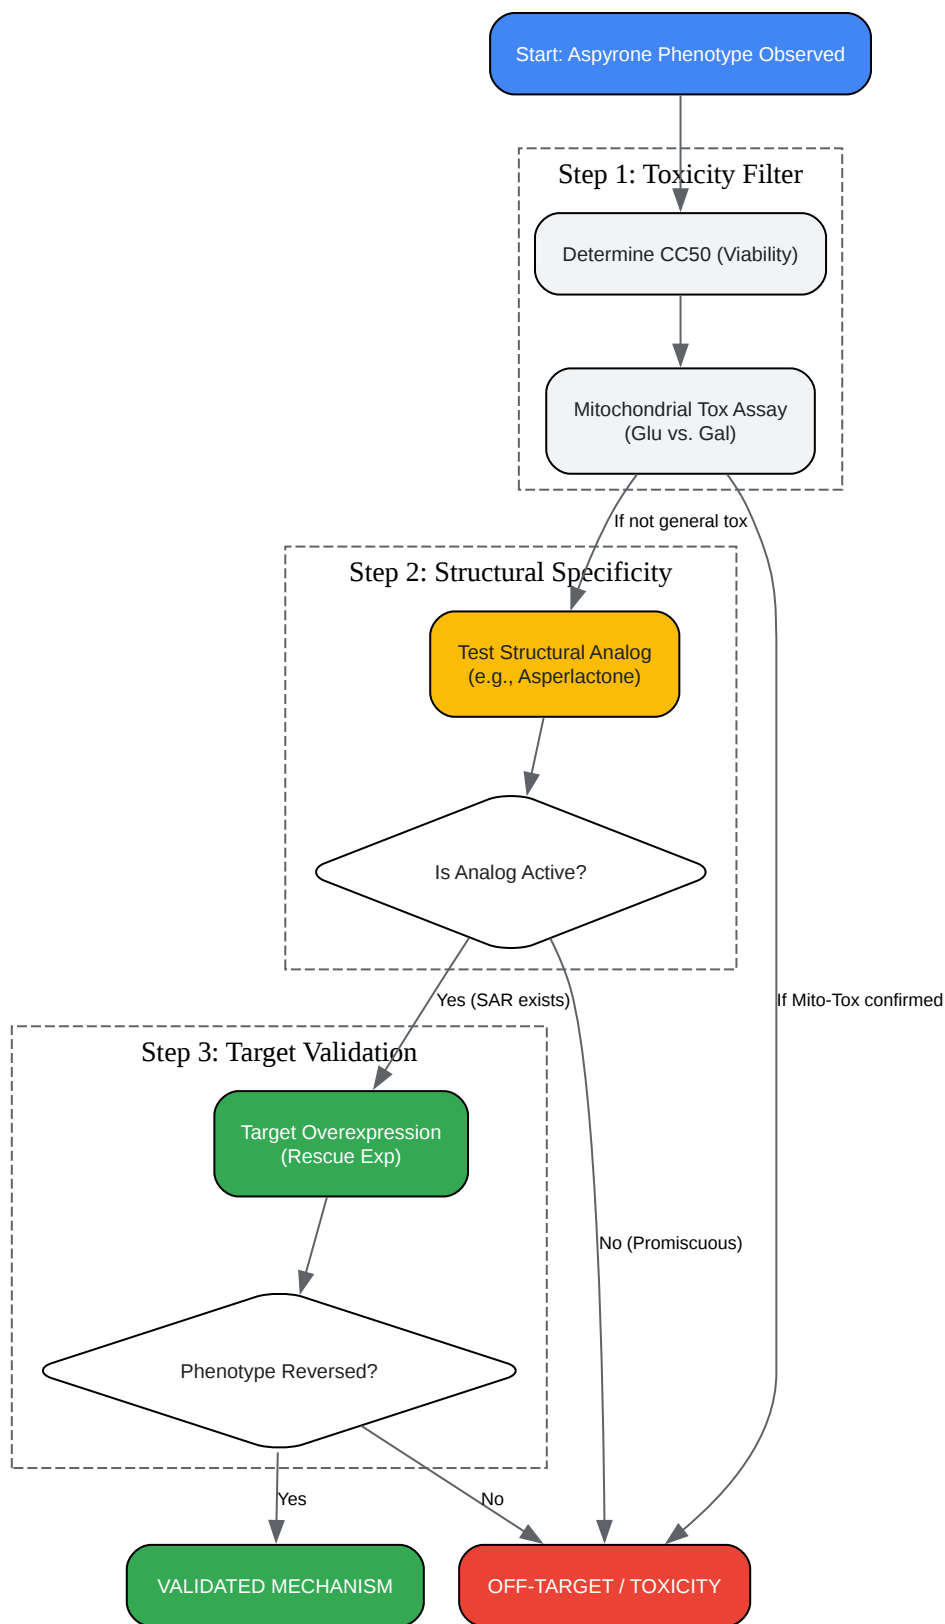 Start: Aspyrone Phenotype Observed
Step 1: Toxicity Filter
Determine CC50 (Viability)
Mitochondrial Tox Assay
(Glu vs. Gal)
If not general tox
Step 2: Structural Specificity
Test Structural Analog
(e.g., Asperlactone)
Is Analog Active?
Yes (SAR exists)
If Mito-Tox confirmed
Step 3: Target Validation
Target Overexpression
(Rescue Exp)
No (Promiscuous)
Phenotype Reversed?
Yes
No
VALIDATED MECHANISM
OFF-TARGET / TOXICITY